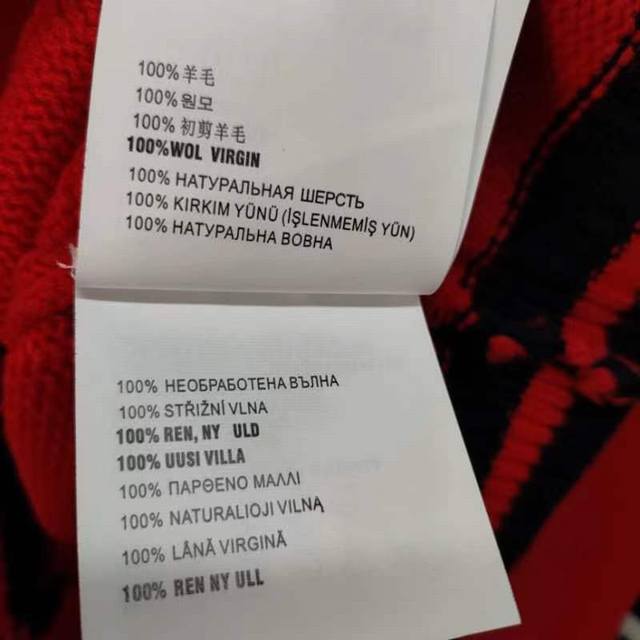 100%羊毛
100%원모
100%初剪羊毛
100%WOL VIRGIN
100% НАТУРАЛЬНАЯ ШЕРСТЬ
100% KIRKIM YÜNÜ (İŞLENMEMİŞ YÜN)
100% НАТУРАЛЬНА ВОВНА
100% НЕОБРАБОТЕНА ВЪЛНА
100% STŘIŽNÍ VLNA
100% REN, NY ULD
100% UUSI VILLA
100% ΠΑΡΘΕΝΟ ΜΑΛΛΙ
100% NATURALIOJI VILNĄ
100% LÂNĂ VIRGINĂ
100% REN NY ULL